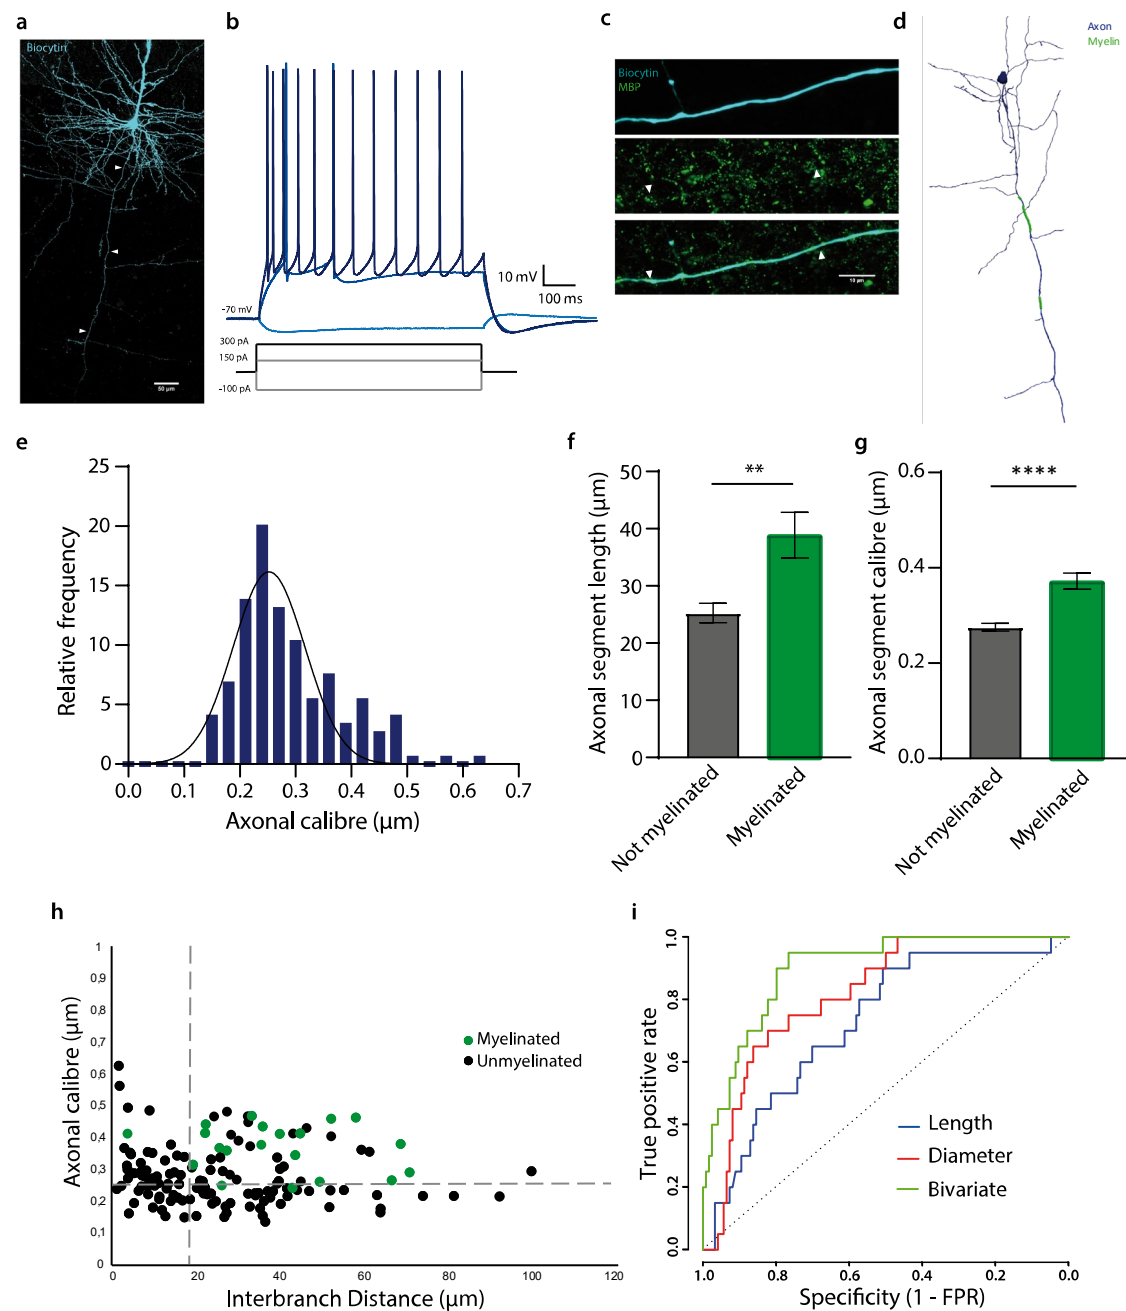 a
Biocytin
50 µm
b
-70 mV
10 mV
100 ms
300 pA
150 pA
-100 pA
c
Biocytin
MBP
10 µm
d
Axon
Myelin
e
25
20
15
10
5
0
Relative frequency
0.0 0.1 0.2 0.3 0.4 0.5 0.6 0.7
Axonal calibre (µm)
f
**
50
40
30
20
10
0
Axonal segment length (µm)
Not myelinated
Myelinated
g
****
0.6
0.4
0.2
0.0
Axonal segment calibre (µm)
Not myelinated
Myelinated
h
1
0,9
0,8
0,7
0,6
0,5
0,4
0,3
0,2
0,1
0
Axonal calibre (µm)
Myelinated
Unmyelinated
0 20 40 60 80 100 120
Interbranch Distance (µm)
i
1.0
0.8
0.6
0.4
0.2
0.0
True positive rate
Length
Diameter
Bivariate
1.0 0.8 0.6 0.4 0.2 0.0
Specificity (1 - FPR)